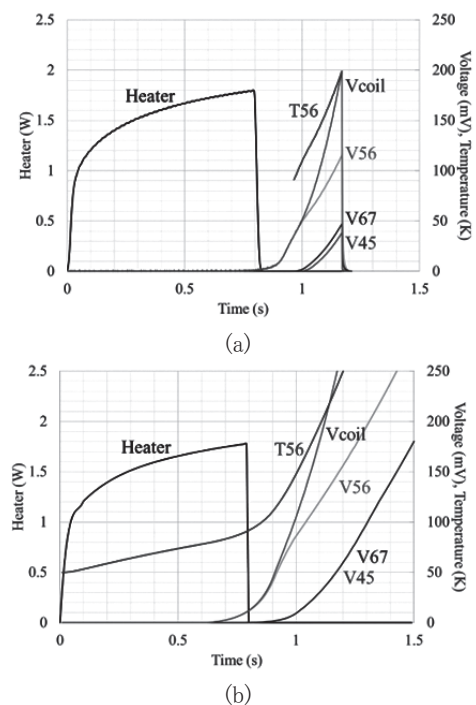 2.5 250
2 200
1.5 150
1 100
0.5 50
0 0
0 0.5 1 1.5
Heater (W)
Voltage (mV), Temperature (K)
Time (s)
Heater
T56
Vcoil
V56
V67
V45
(a)
2.5 250
2 200
1.5 150
1 100
0.5 50
0 0
0 0.5 1 1.5
Heater (W)
Voltage (mV), Temperature (K)
Time (s)
Heater
T56
Vcoil
V56
V67
V45
(b)